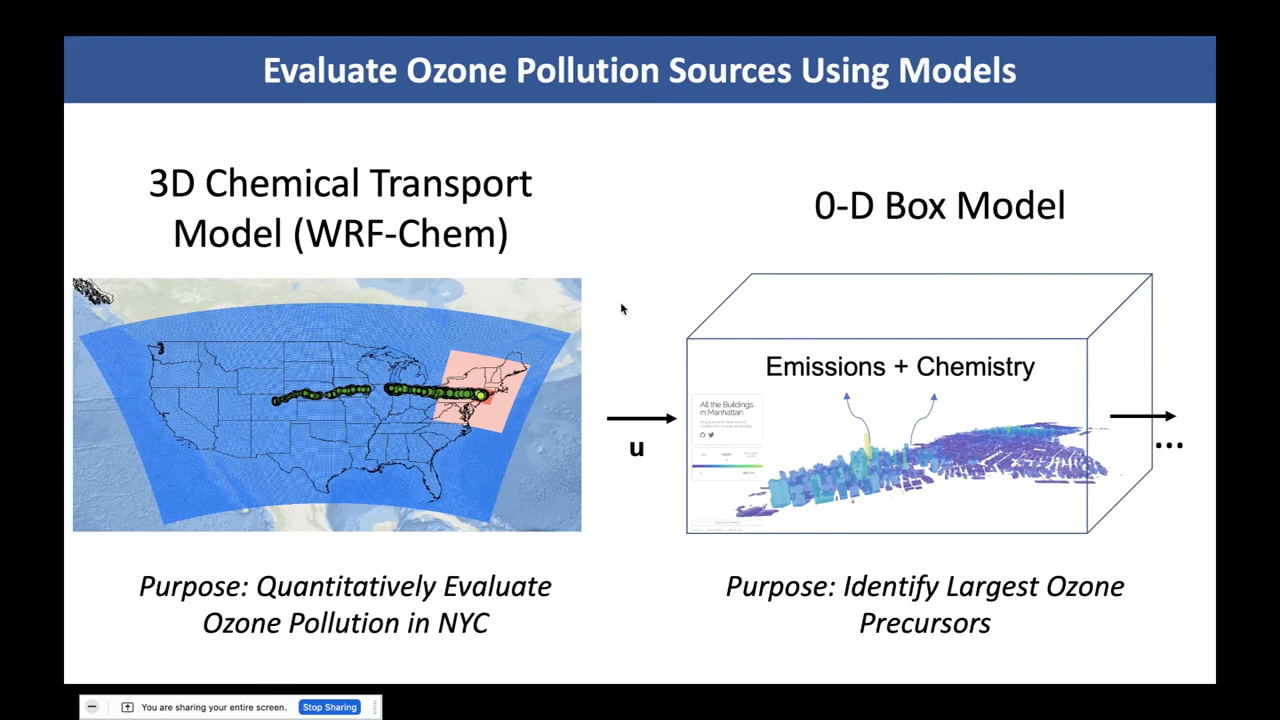 Evaluate Ozone Pollution Sources Using Models
3D Chemical Transport
Model (WRF-Chem)
0-D Box Model
Emissions + Chemistry
All the Buildings
in Manhattan
u
...
Purpose: Quantitatively Evaluate
Ozone Pollution in NYC
Purpose: Identify Largest Ozone
Precursors
You are sharing your entire screen.
Stop Sharing